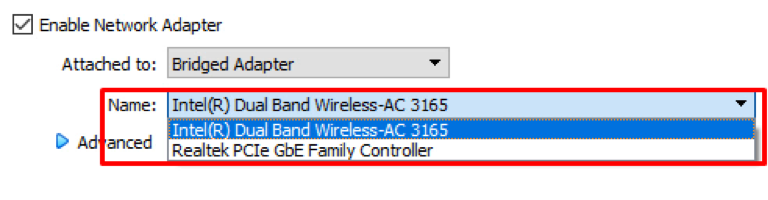 Enable Network Adapter
Attached to: Bridged Adapter
Name: Intel(R) Dual Band Wireless-AC 3165
Intel(R) Dual Band Wireless-AC 3165
Advanced Realtek PCIe GbE Family Controller